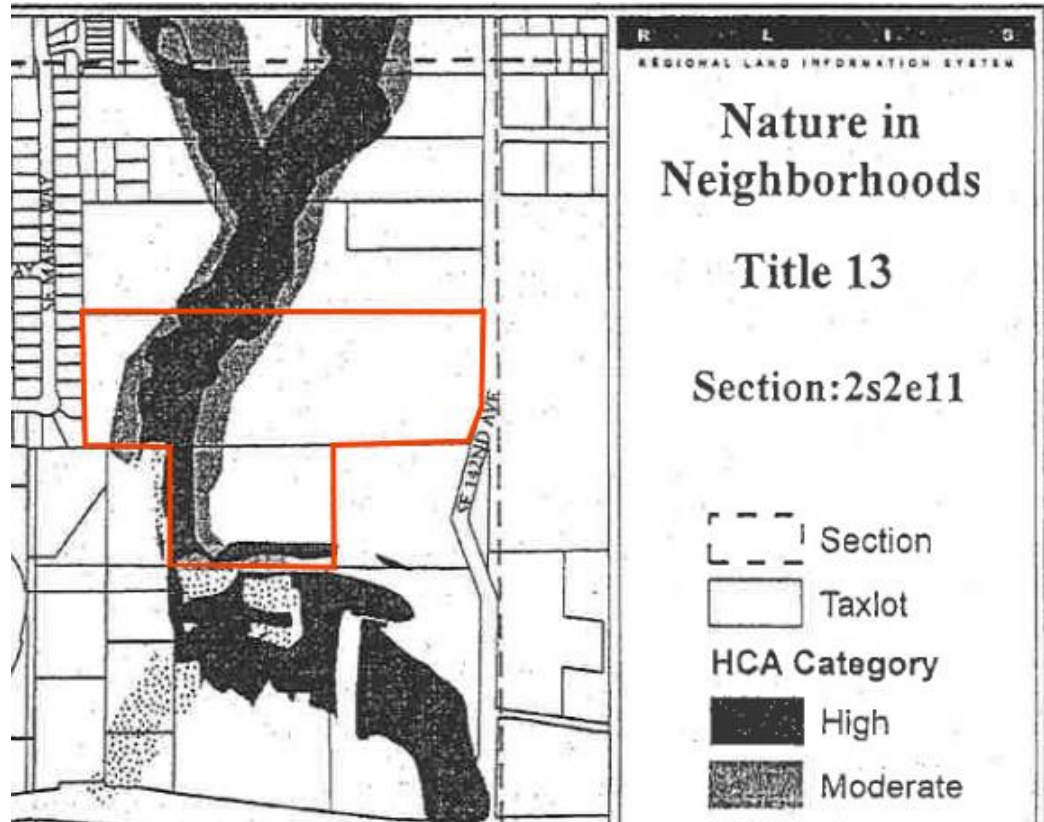 R L I S
REGIONAL LAND INFORMATION SYSTEM
Nature in
Neighborhoods
Title 13
Section:2s2e11
Section
Taxlot
HCA Category
High
Moderate
SE 142ND AVE